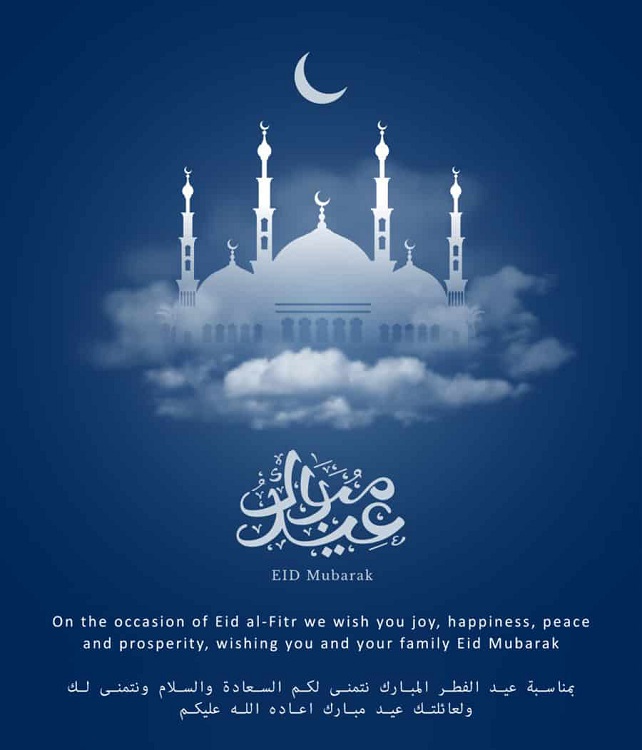 عيد مبارك
EID Mubarak
On the occasion of Eid al-Fitr we wish you joy, happiness, peace
and prosperity, wishing you and your family Eid Mubarak
بمناسبة عيد الفطر المبارك نتمنى لكم السعادة والسلام ونتمنى لك
ولعائلتك عيد مبارك اعاده الله عليكم